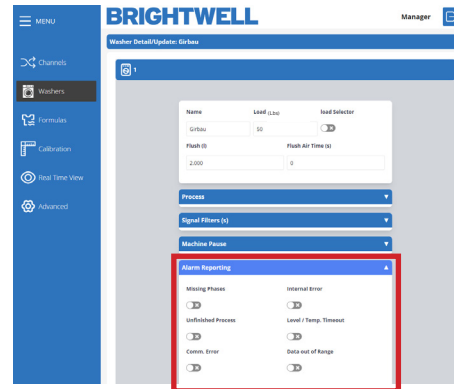 MENU
BRIGHTWELL
Manager
Washer Detail/Update: Girbau
1
Channels
Washers
Formulas
Calibration
Real Time View
Advanced
Name Load (Lbs) load Selector
Girbau 50
Flush (l) Flush Air Time (s)
2.000 0
Process
Signal Filters (s)
Machine Pause
Alarm Reporting
Missing Phases Internal Error
Unfinished Process Level / Temp. Timeout
Comm. Error Data out of Range